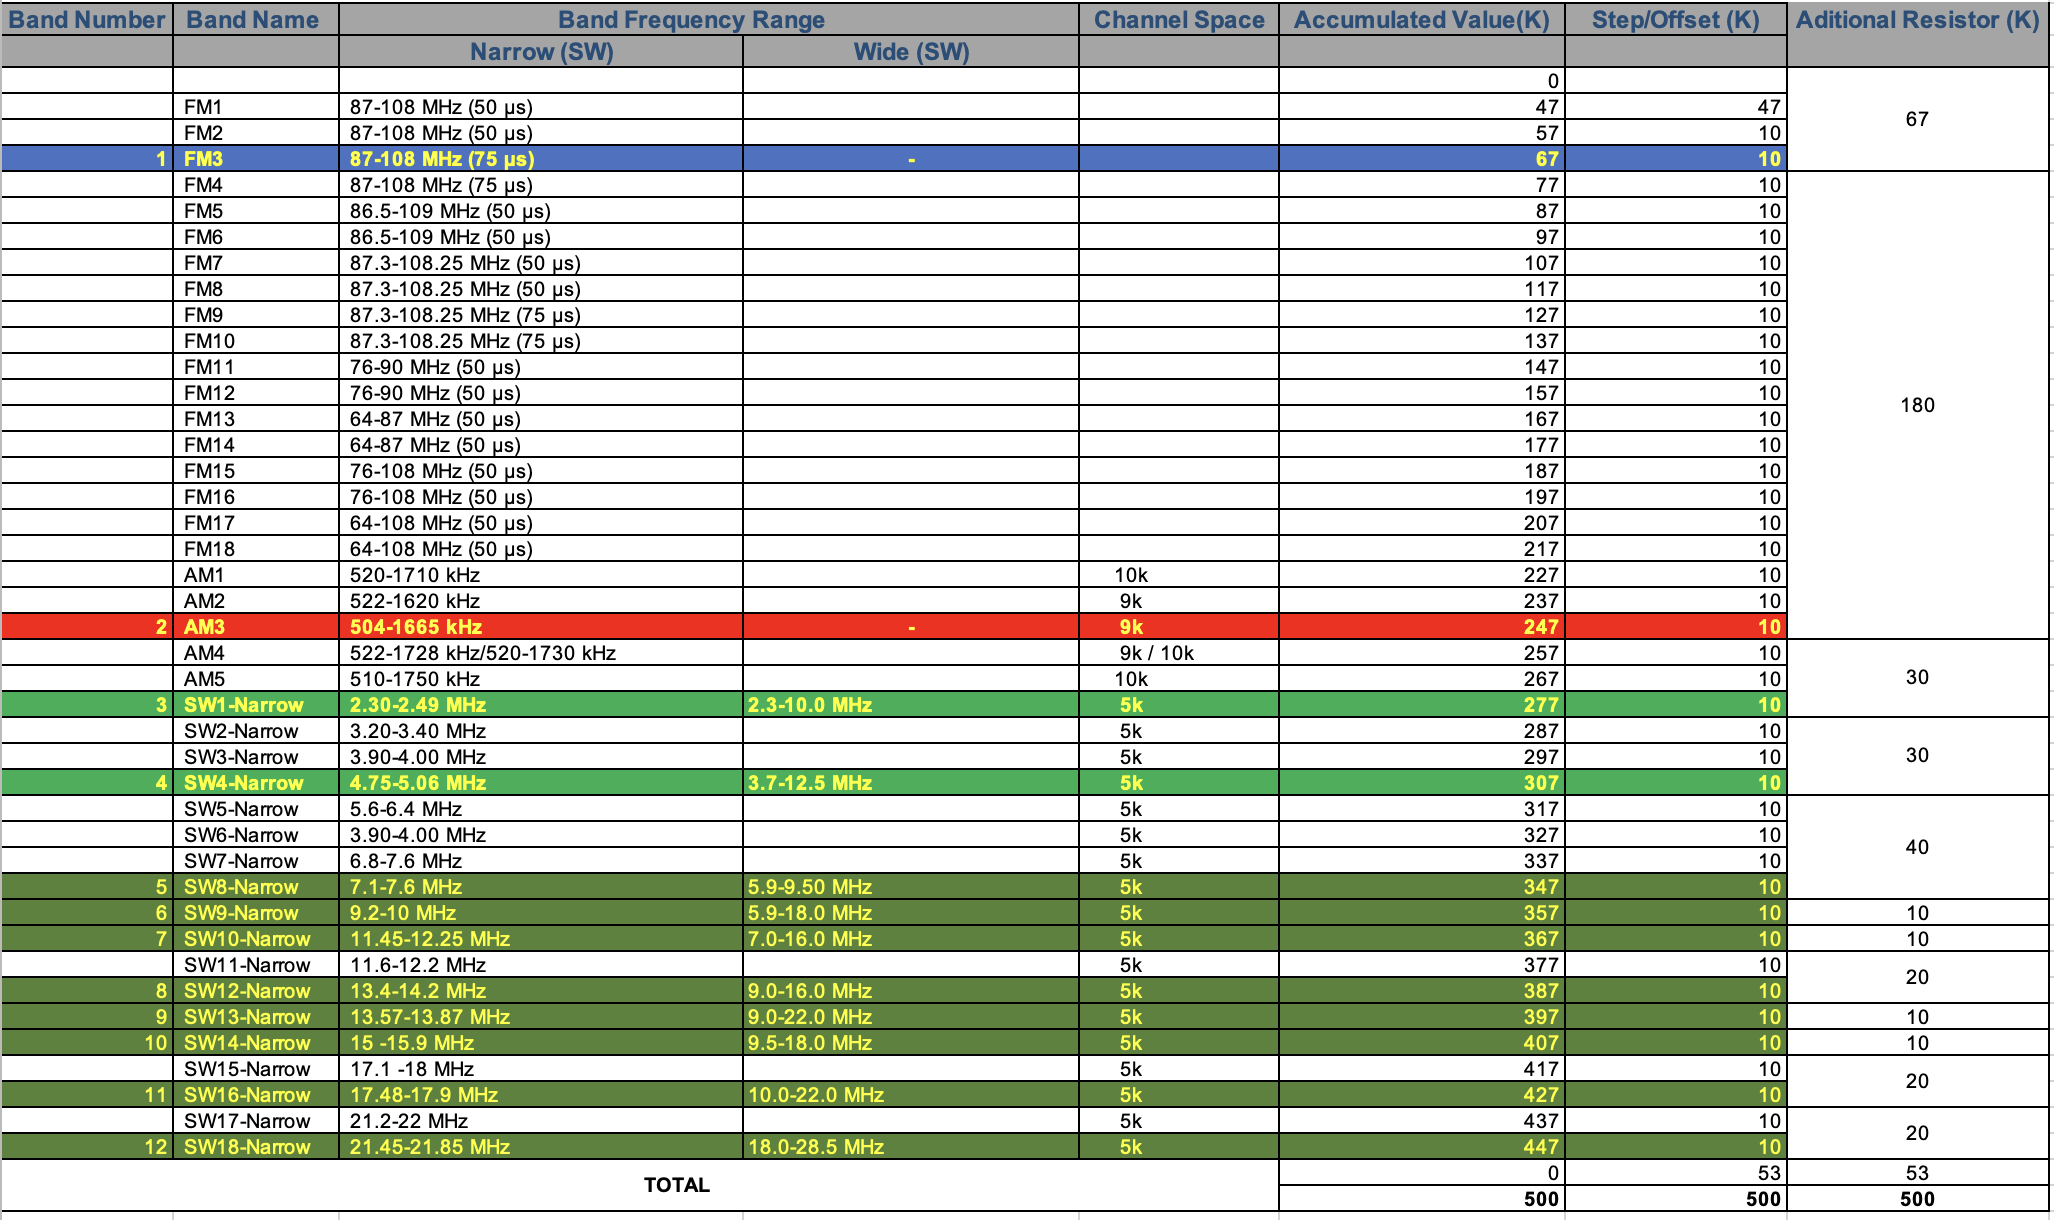 Band Number Band Name Band Frequency Range Channel Space Accumulated Value(K) Step/Offset (K) Aditional Resistor (K)
Narrow (SW) Wide (SW)
0
FM1 87-108 MHz (50 µs) 47 47 67
FM2 87-108 MHz (50 µs) 57 10
1 FM3 87-108 MHz (75 µs) - 67 10
FM4 87-108 MHz (75 µs) 77 10
FM5 86.5-109 MHz (50 µs) 87 10
FM6 86.5-109 MHz (50 µs) 97 10
FM7 87.3-108.25 MHz (50 µs) 107 10
FM8 87.3-108.25 MHz (50 µs) 117 10
FM9 87.3-108.25 MHz (75 µs) 127 10
FM10 87.3-108.25 MHz (75 µs) 137 10
FM11 76-90 MHz (50 µs) 147 10
FM12 76-90 MHz (50 µs) 157 10 180
FM13 64-87 MHz (50 µs) 167 10
FM14 64-87 MHz (50 µs) 177 10
FM15 76-108 MHz (50 µs) 187 10
FM16 76-108 MHz (50 µs) 197 10
FM17 64-108 MHz (50 µs) 207 10
FM18 64-108 MHz (50 µs) 217 10
AM1 520-1710 kHz 10k 227 10
AM2 522-1620 kHz 9k 237 10
2 AM3 504-1665 kHz - 9k 247 10
AM4 522-1728 kHz/520-1730 kHz 9k / 10k 257 10
AM5 510-1750 kHz 10k 267 10 30
3 SW1-Narrow 2.30-2.49 MHz 2.3-10.0 MHz 5k 277 10
SW2-Narrow 3.20-3.40 MHz 5k 287 10
SW3-Narrow 3.90-4.00 MHz 5k 297 10 30
4 SW4-Narrow 4.75-5.06 MHz 3.7-12.5 MHz 5k 307 10
SW5-Narrow 5.6-6.4 MHz 5k 317 10
SW6-Narrow 3.90-4.00 MHz 5k 327 10 40
SW7-Narrow 6.8-7.6 MHz 5k 337 10
5 SW8-Narrow 7.1-7.6 MHz 5.9-9.50 MHz 5k 347 10
6 SW9-Narrow 9.2-10 MHz 5.9-18.0 MHz 5k 357 10 10
7 SW10-Narrow 11.45-12.25 MHz 7.0-16.0 MHz 5k 367 10 10
SW11-Narrow 11.6-12.2 MHz 5k 377 10 20
8 SW12-Narrow 13.4-14.2 MHz 9.0-16.0 MHz 5k 387 10
9 SW13-Narrow 13.57-13.87 MHz 9.0-22.0 MHz 5k 397 10 10
10 SW14-Narrow 15 -15.9 MHz 9.5-18.0 MHz 5k 407 10 10
SW15-Narrow 17.1 -18 MHz 5k 417 10 20
11 SW16-Narrow 17.48-17.9 MHz 10.0-22.0 MHz 5k 427 10
SW17-Narrow 21.2-22 MHz 5k 437 10 20
12 SW18-Narrow 21.45-21.85 MHz 18.0-28.5 MHz 5k 447 10
TOTAL 0 53 53
500 500 500